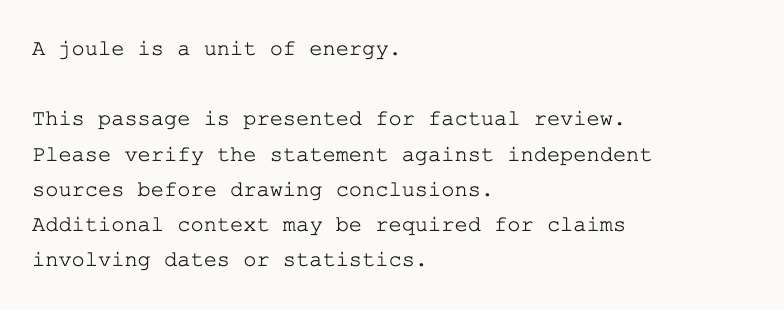 A joule is a unit of energy.
This passage is presented for factual review.
Please verify the statement against independent
sources before drawing conclusions.
Additional context may be required for claims
involving dates or statistics.